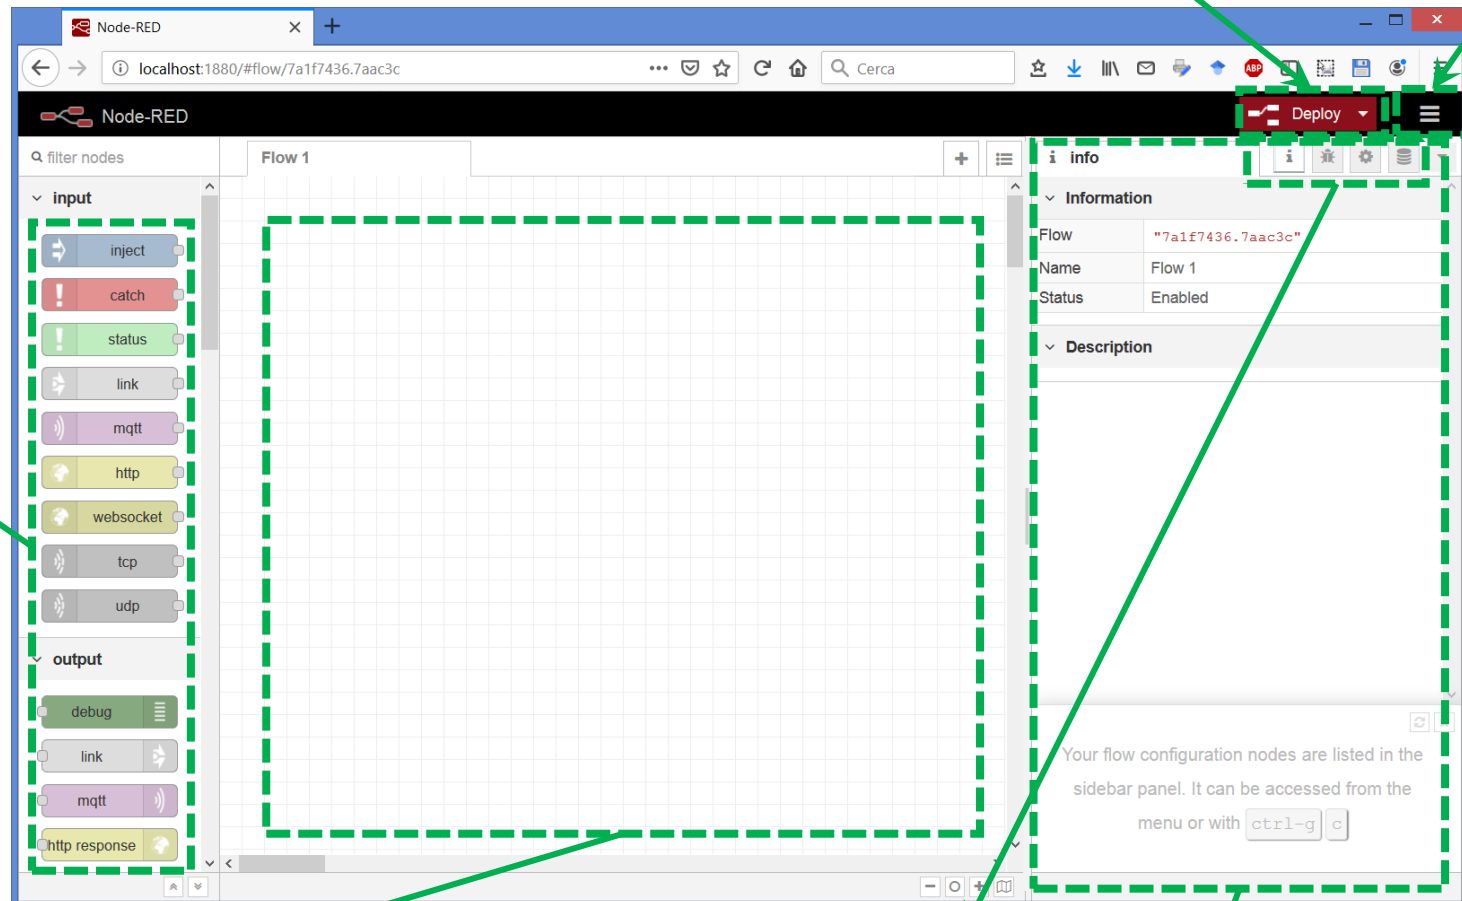 Node-RED
localhost:1880/#flow/7a1f7436.7aac3c
Cerca
ABP
Node-RED
Deploy
filter nodes
Flow 1
i info
input
Information
inject
Flow "7a1f7436.7aac3c"
Name Flow 1
catch
Status Enabled
status
Description
link
mqtt
http
websocket
tcp
udp
output
debug
link
Your flow configuration nodes are listed in the
sidebar panel. It can be accessed from the
mqtt
menu or with ctrl-g c
http response